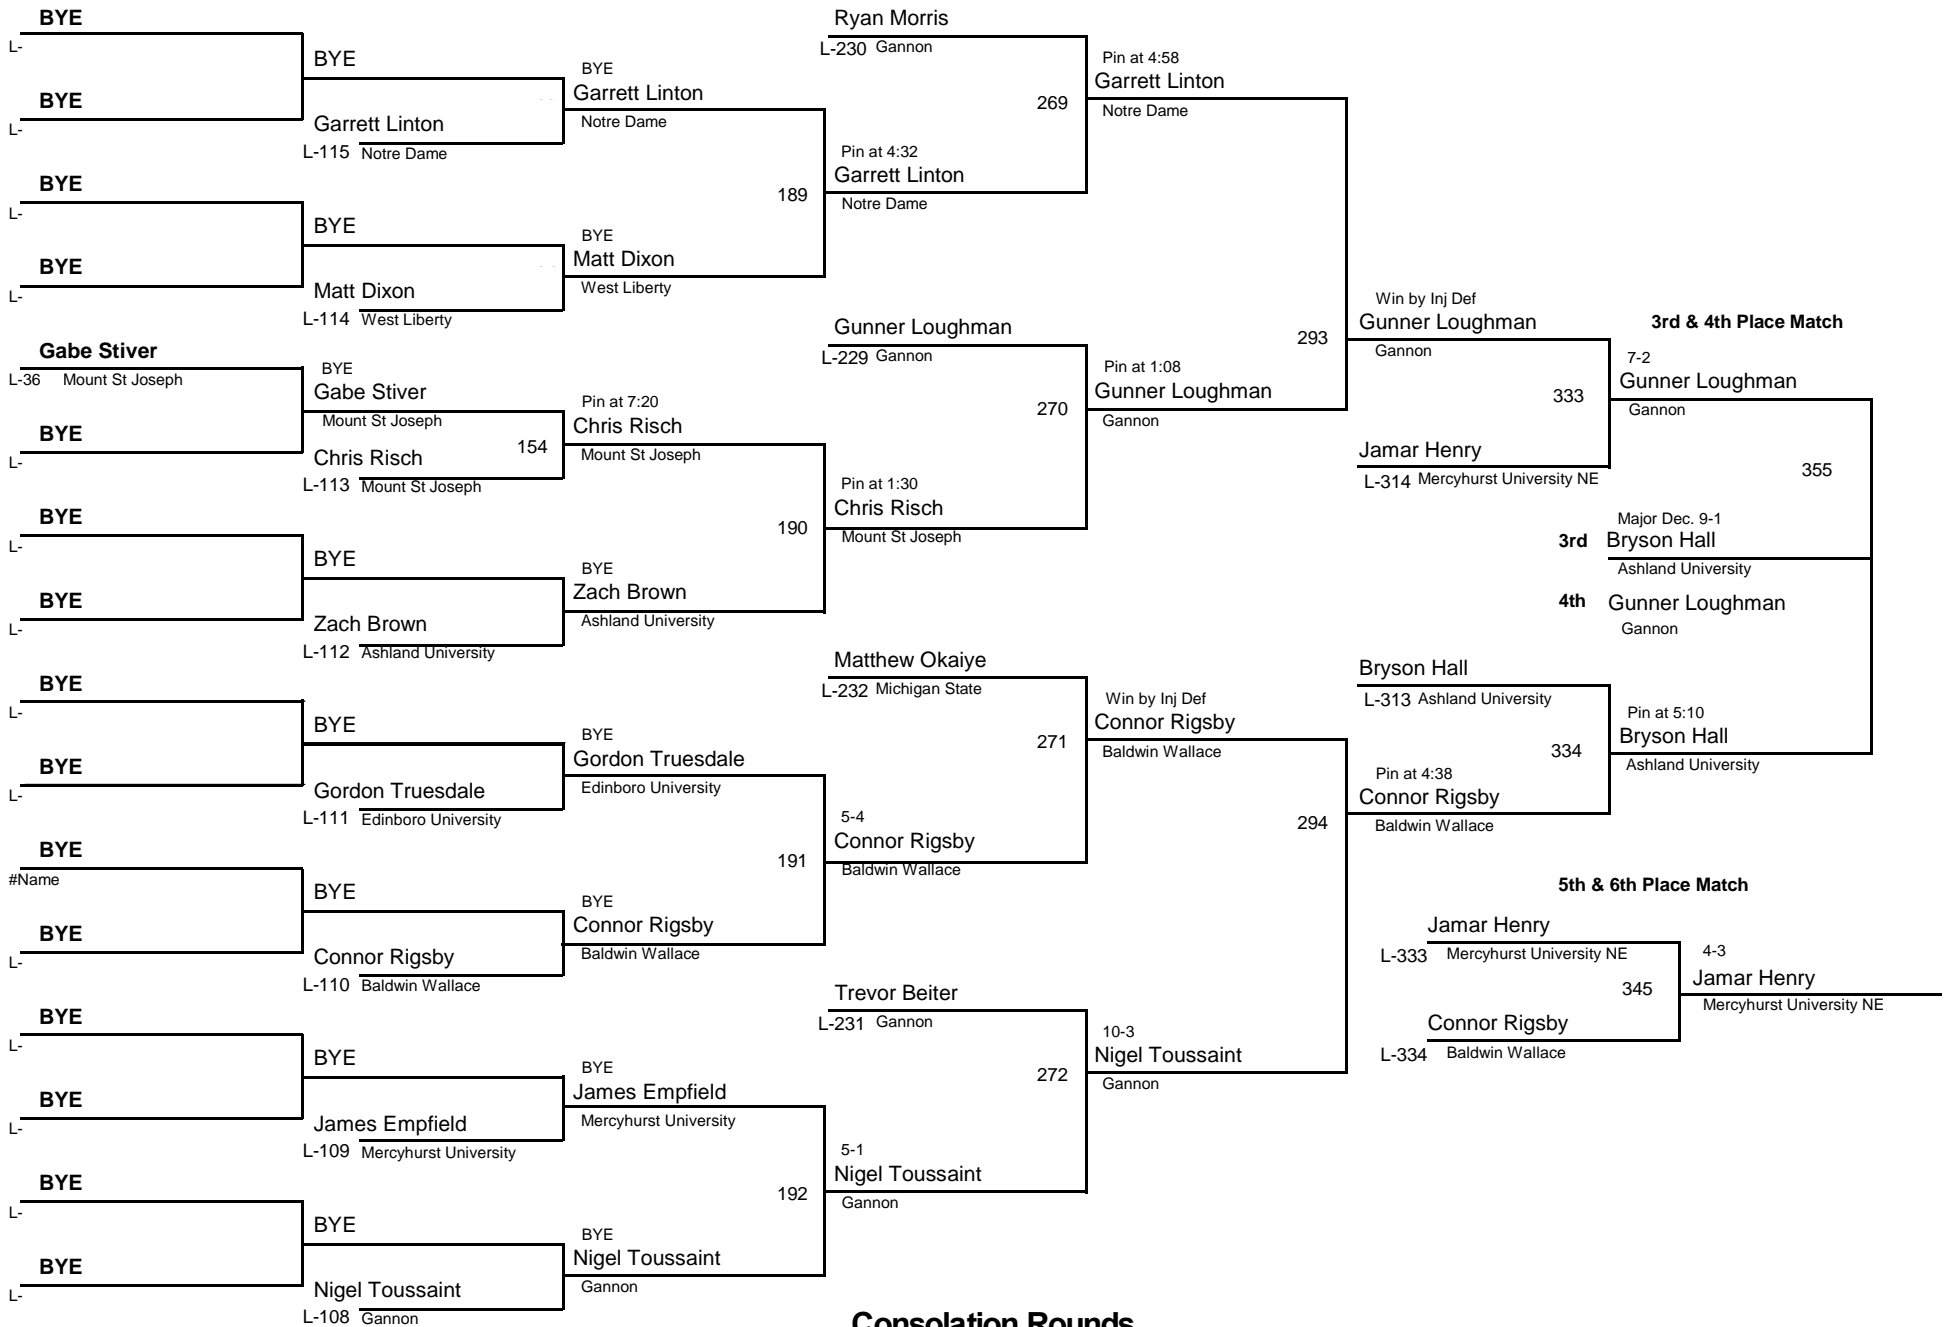 BYE
L-
BYE
L-
BYE
L-
BYE
L-
Gabe Stiver
L-36 Mount St Joseph
BYE
L-
BYE
L-
BYE
L-
BYE
L-
BYE
L-
BYE
#Name
BYE
L-
BYE
L-
BYE
L-
BYE
L-
BYE
L-
BYE
Garrett Linton
L-115 Notre Dame
BYE
Matt Dixon
L-114 West Liberty
BYE
Gabe Stiver
Mount St Joseph
154
Chris Risch
L-113 Mount St Joseph
BYE
Zach Brown
L-112 Ashland University
BYE
Gordon Truesdale
L-111 Edinboro University
BYE
Connor Rigsby
L-110 Baldwin Wallace
BYE
James Empfield
L-109 Mercyhurst University
BYE
Nigel Toussaint
L-108 Gannon
BYE
Garrett Linton
Notre Dame
189
BYE
Matt Dixon
West Liberty
Pin at 7:20
Chris Risch
Mount St Joseph
190
BYE
Zach Brown
Ashland University
BYE
Gordon Truesdale
Edinboro University
191
BYE
Connor Rigsby
Baldwin Wallace
BYE
James Empfield
Mercyhurst University
192
BYE
Nigel Toussaint
Gannon
Ryan Morris
L-230 Gannon
269
Pin at 4:32
Garrett Linton
Notre Dame
Gunner Loughman
L-229 Gannon
270
Pin at 1:30
Chris Risch
Mount St Joseph
Matthew Okaiye
L-232 Michigan State
271
5-4
Connor Rigsby
Baldwin Wallace
Trevor Beiter
L-231 Gannon
272
5-1
Nigel Toussaint
Gannon
Pin at 4:58
Garrett Linton
Notre Dame
293
Pin at 1:08
Gunner Loughman
Gannon
Win by Inj Def
Connor Rigsby
Baldwin Wallace
294
10-3
Nigel Toussaint
Gannon
Win by Inj Def
Gunner Loughman
Gannon
333
Jamar Henry
L-314 Mercyhurst University NE
Bryson Hall
L-313 Ashland University
334
Pin at 4:38
Connor Rigsby
Baldwin Wallace
3rd & 4th Place Match
7-2
Gunner Loughman
Gannon
355
Major Dec. 9-1
3rd Bryson Hall
Ashland University
4th Gunner Loughman
Gannon
Pin at 5:10
Bryson Hall
Ashland University
5th & 6th Place Match
Jamar Henry
L-333 Mercyhurst University NE
345
Connor Rigsby
L-334 Baldwin Wallace
4-3
Jamar Henry
Mercyhurst University NE
Consolation Rounds